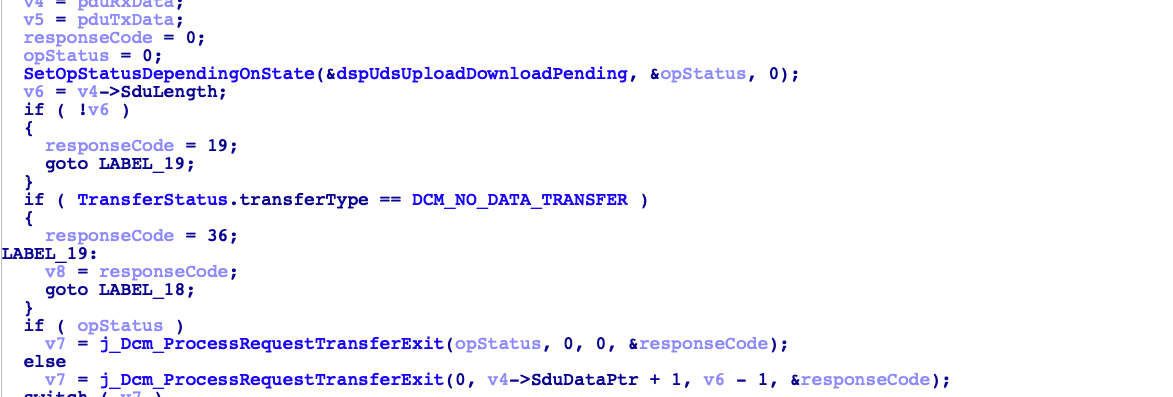 v4 = pduRxData;
v5 = pduTxData;
responseCode = 0;
opStatus = 0;
SetOpStatusDependingOnState(&dspUdsUploadDownloadPending, &opStatus, 0);
v6 = v4->SduLength;
if ( !v6 )
{
responseCode = 19;
goto LABEL_19;
}
if ( TransferStatus.transferType == DCM_NO_DATA_TRANSFER )
{
responseCode = 36;
LABEL_19:
v8 = responseCode;
goto LABEL_18;
}
if ( opStatus )
v7 = j_Dcm_ProcessRequestTransferExit(opStatus, 0, 0, &responseCode);
else
v7 = j_Dcm_ProcessRequestTransferExit(0, v4->SduDataPtr + 1, v6 - 1, &responseCode);
switch ( v7 )